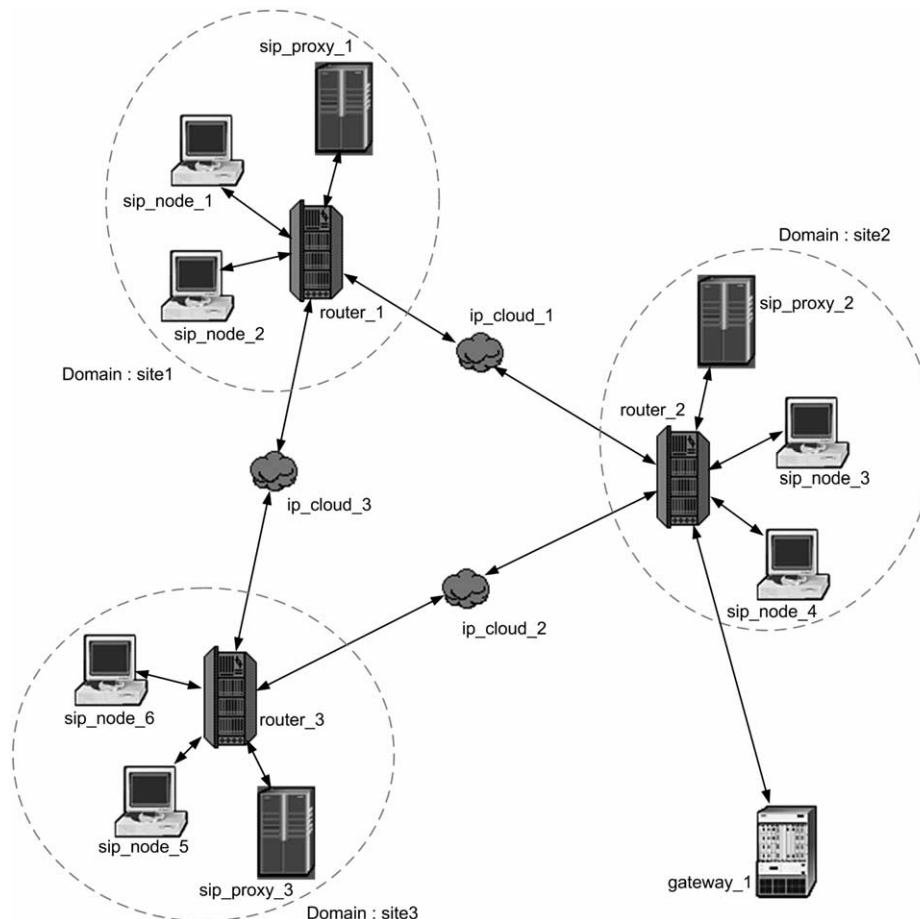 sip_proxy_1
sip_node_1
sip_node_2
router_1
Domain : site1
ip_cloud_1
Domain : site2
sip_proxy_2
router_2
sip_node_3
sip_node_4
ip_cloud_3
ip_cloud_2
sip_node_6
router_3
sip_node_5
sip_proxy_3
gateway_1
Domain : site3